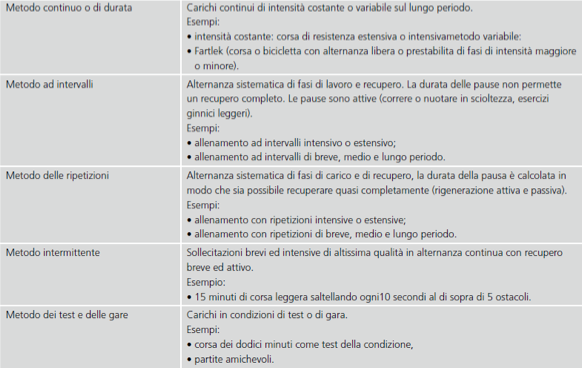 Metodo continuo o di durata
Carichi continui di intensità costante o variabile sul lungo periodo.
Esempi:
• intensità costante: corsa di resistenza estensiva o intensivametodo variabile:
• Fartlek (corsa o bicicletta con alternanza libera o prestabilita di fasi di intensità maggiore
o minore).
Metodo ad intervalli
Alternanza sistematica di fasi di lavoro e recupero. La durata delle pause non permette
un recupero completo. Le pause sono attive (correre o nuotare in scioltezza, esercizi
ginnici leggeri).
Esempi:
• allenamento ad intervalli intensivo o estensivo;
• allenamento ad intervalli di breve, medio e lungo periodo.
Metodo delle ripetizioni
Alternanza sistematica di fasi di carico e di recupero, la durata della pausa è calcolata in
modo che sia possibile recuperare quasi completamente (rigenerazione attiva e passiva).
Esempi:
• allenamento con ripetizioni intensive o estensive;
• allenamento con ripetizioni di breve, medio e lungo periodo.
Metodo intermittente
Sollecitazioni brevi ed intensive di altissima qualità in alternanza continua con recupero
breve ed attivo.
Esempio:
• 15 minuti di corsa leggera saltellando ogni10 secondi al di sopra di 5 ostacoli.
Metodo dei test e delle gare
Carichi in condizioni di test o di gara.
Esempi:
• corsa dei dodici minuti come test della condizione,
• partite amichevoli.